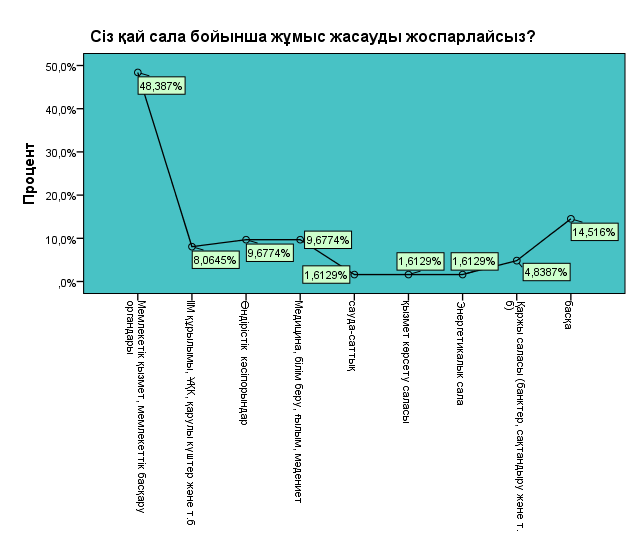 Сіз қай сала бойынша жұмыс жасауды жоспарлайсыз?
Процент
50,0%
40,0%
30,0%
20,0%
10,0%
,0%
48,387%
8,0645%
9,6774%
9,6774%
1,6129%
1,6129%
1,6129%
4,8387%
14,516%
Мемлекетік қызмет, мемлекеттік басқару
органдары
ІІМ құрылымы, ҰҚК, қарулы күштер және т.б
Өндірістік кәсіпорындар
Медицина, білім беру, ғылым, мәдениет
сауда-саттық
қызмет көрсету саласы
Энергетикалық сала
Қаржы саласы (банктер, сақтандыру және т.
б)
басқа